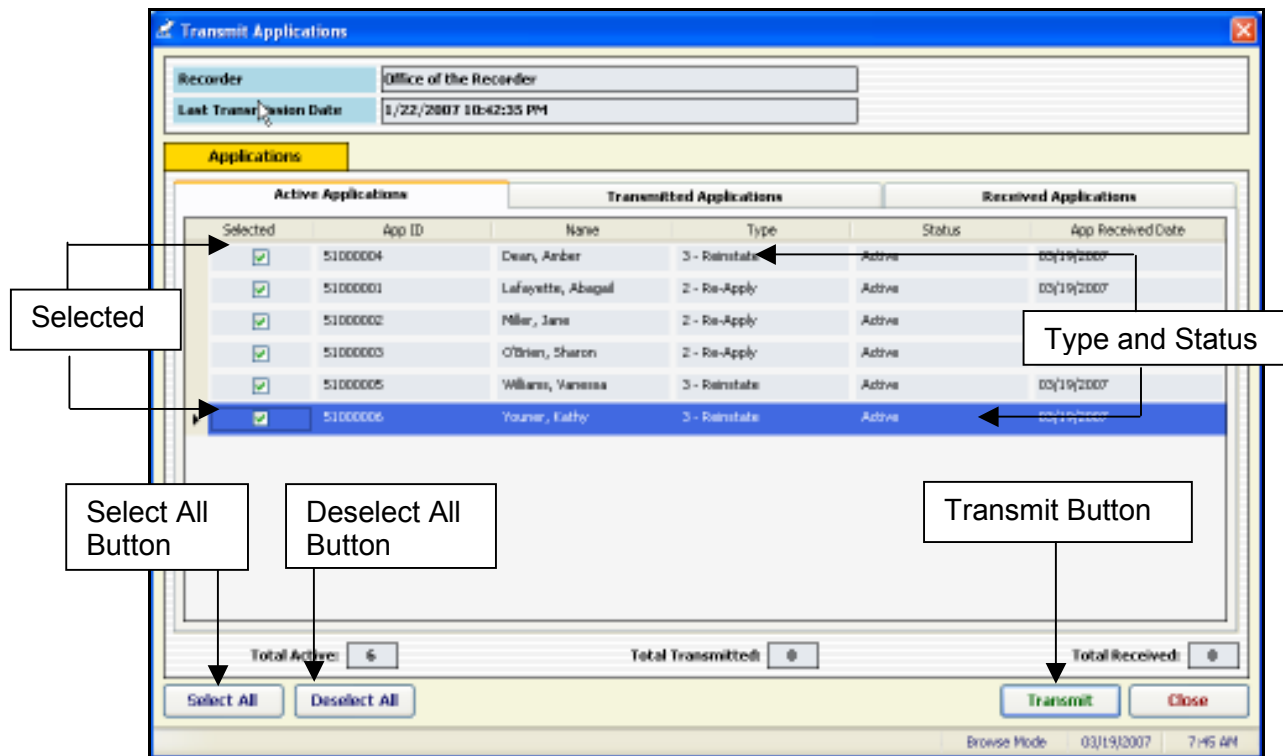 Transmit Applications
Recorder Office of the Recorder
Last Transmission Date 1/22/2007 10:42:35 PM
Applications
Active Applications Transmitted Applications Received Applications
Selected App ID Name Type Status App Received Date
51000004 Dean, Amber 3 - Reinstate Active 03/19/2007
51000001 Lafayette, Abagail 2 - Re-Apply Active 03/19/2007
Selected
51000002 Miller, Jane 2 - Re-Apply Active
Type and Status
51000003 O'Brien, Sharon 2 - Re-Apply Active
51000005 Williams, Vanessa 3 - Reinstate Active 03/19/2007
51000006 Kathy 3 - Reinstate Active 03/19/2007
Select All
Button
Deselect All
Button
Transmit Button
Total Active: 6 Total Transmitted: 0 Total Received: 0
Select All Deselect All Transmit Close
Browse Mode 03/19/2007 7:45 AM